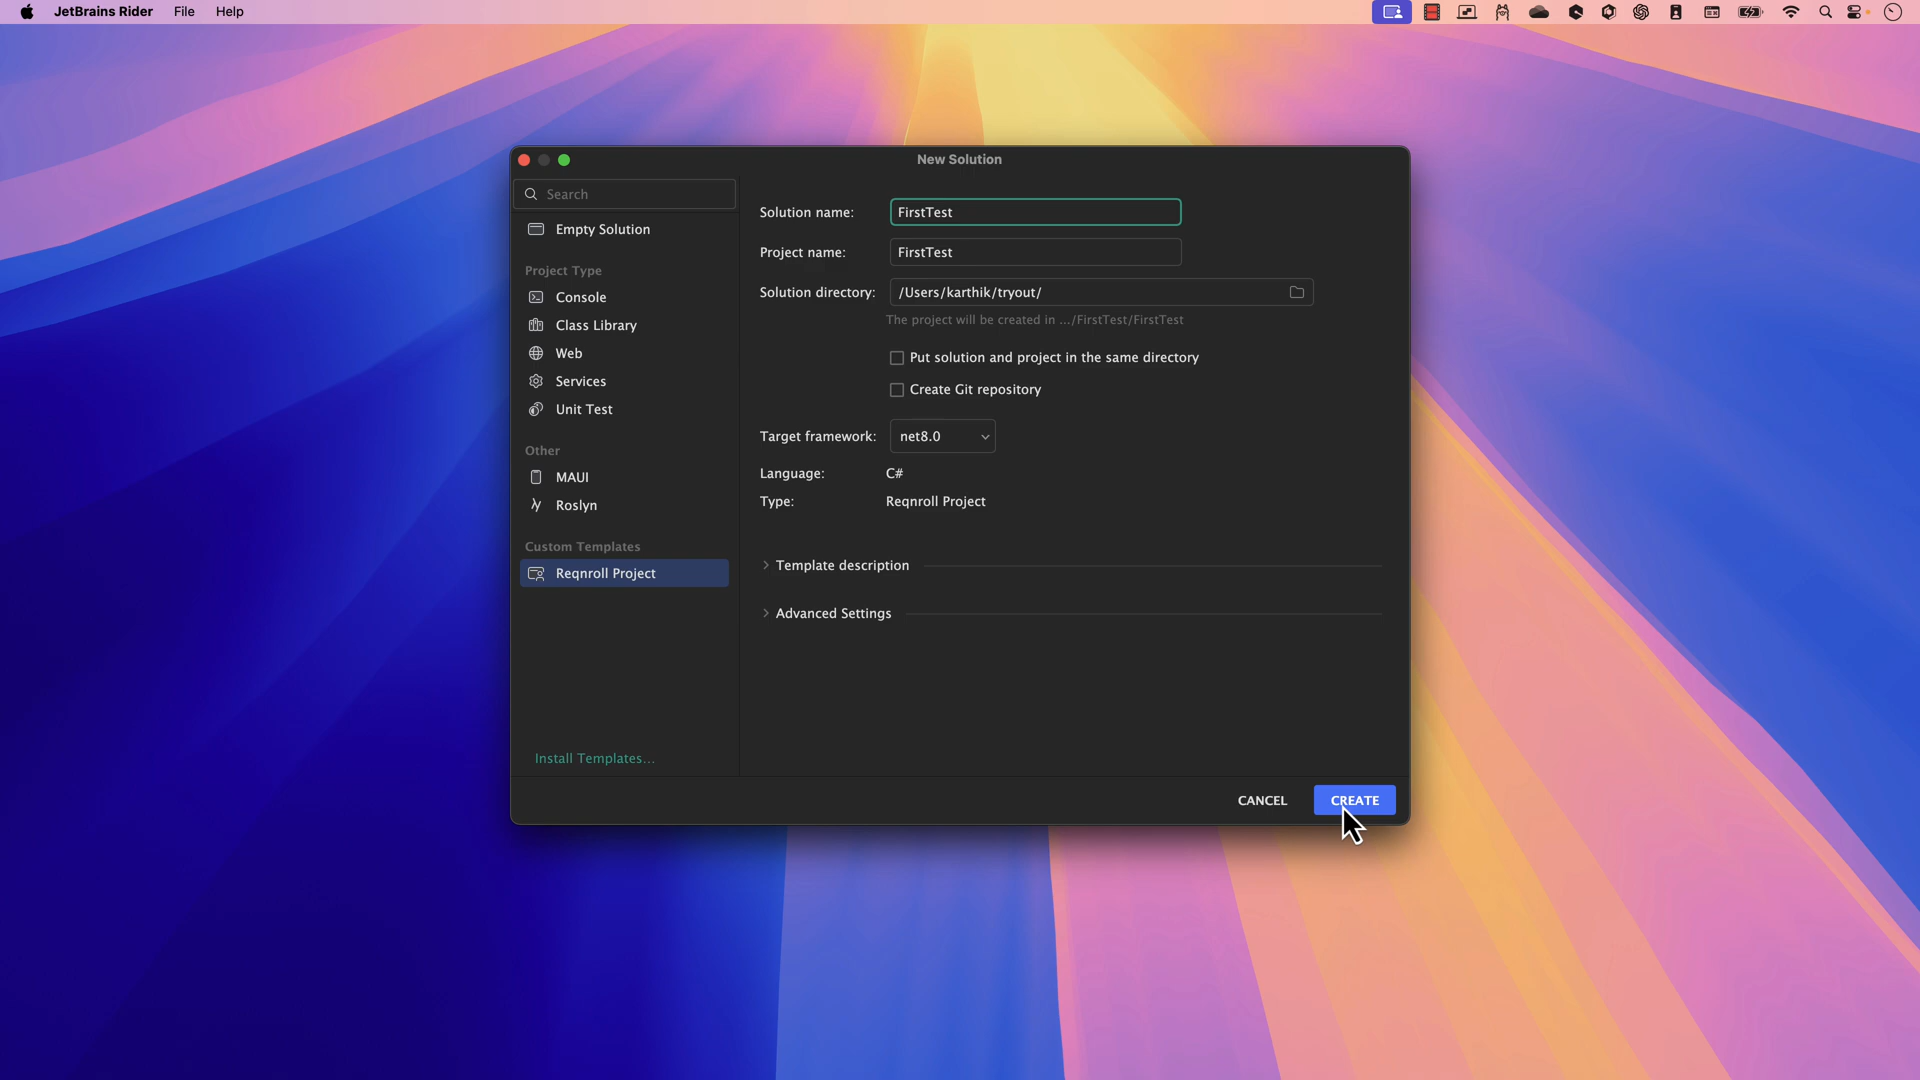 JetBrains Rider File Help
New Solution
Search
Empty Solution
Project Type
Console
Class Library
Web
Services
Unit Test
Other
MAUI
Roslyn
Custom Templates
Reqnroll Project
Install Templates...
Solution name: FirstTest
Project name: FirstTest
Solution directory: /Users/karthik/tryout/
The project will be created in .../FirstTest/FirstTest
Put solution and project in the same directory
Create Git repository
Target framework: net8.0
Language: C#
Type: Reqnroll Project
Template description
Advanced Settings
CANCEL CREATE